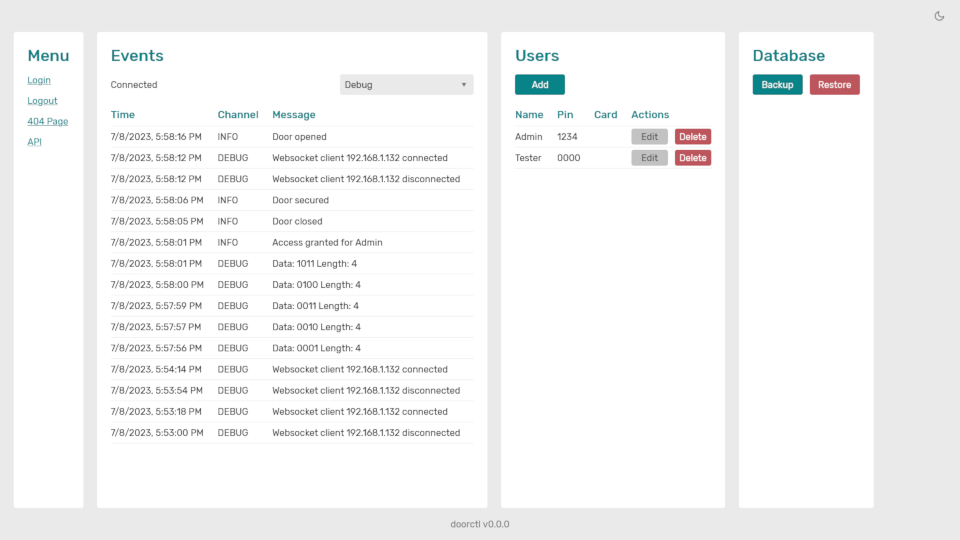 Menu
Login
Logout
404 Page
API
Events
Connected
Debug
Time Channel Message
7/8/2023, 5:58:16 PM INFO Door opened
7/8/2023, 5:58:12 PM DEBUG Websocket client 192.168.1.132 connected
7/8/2023, 5:58:12 PM DEBUG Websocket client 192.168.1.132 disconnected
7/8/2023, 5:58:06 PM INFO Door secured
7/8/2023, 5:58:05 PM INFO Door closed
7/8/2023, 5:58:01 PM INFO Access granted for Admin
7/8/2023, 5:58:01 PM DEBUG Data: 1011 Length: 4
7/8/2023, 5:58:00 PM DEBUG Data: 0100 Length: 4
7/8/2023, 5:57:59 PM DEBUG Data: 0011 Length: 4
7/8/2023, 5:57:57 PM DEBUG Data: 0010 Length: 4
7/8/2023, 5:57:56 PM DEBUG Data: 0001 Length: 4
7/8/2023, 5:54:14 PM DEBUG Websocket client 192.168.1.132 connected
7/8/2023, 5:53:54 PM DEBUG Websocket client 192.168.1.132 disconnected
7/8/2023, 5:53:18 PM DEBUG Websocket client 192.168.1.132 connected
7/8/2023, 5:53:00 PM DEBUG Websocket client 192.168.1.132 disconnected
Users
Add
Name Pin Card Actions
Admin 1234 Edit Delete
Tester 0000 Edit Delete
Database
Backup Restore
doorctl v0.0.0